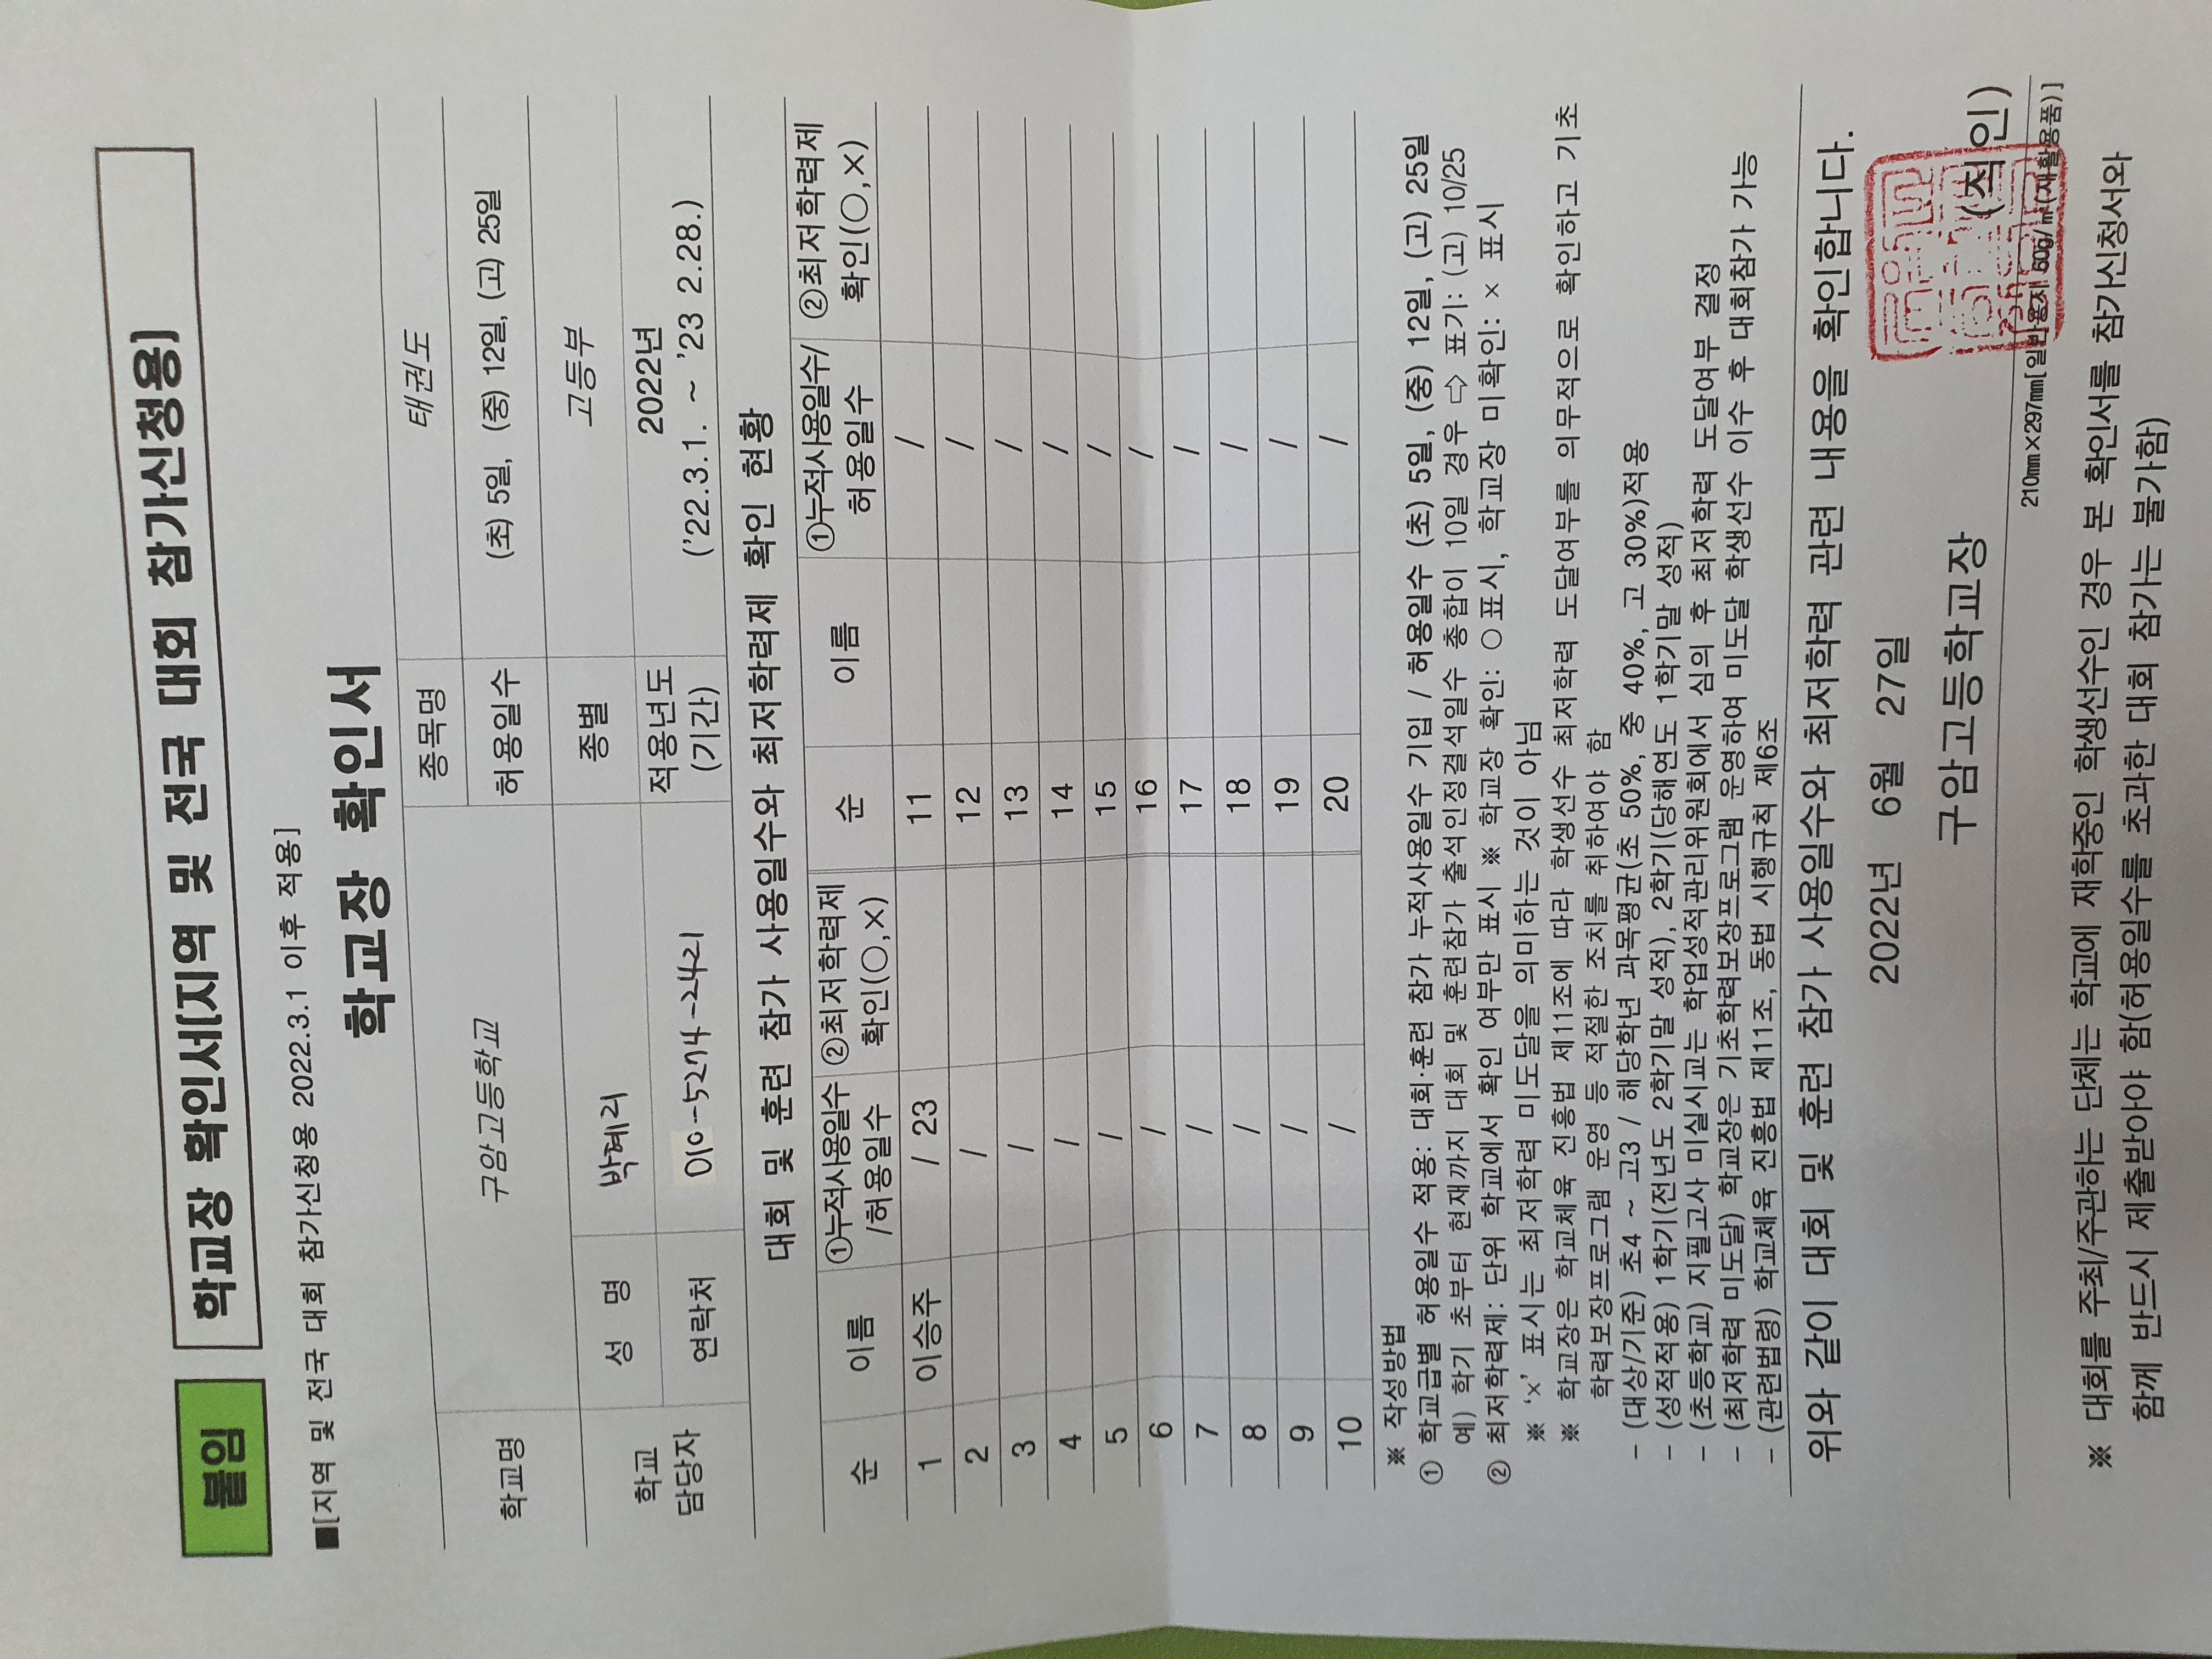 붙임
학교장 확인서(지역 및 전국 대회 참가신청용)
■[지역 및 전국 대회 참가신청용 2022.3.1 이후 적용]
학교장 확인서
학교명 구암고등학교 종목명 태권도
허용일수 (초) 5일, (중) 12일, (고) 25일
학교 담당자 성 명 박혜리 종별 고등부
연락처 010-5274-2421 적용년도 (기간) 2022년 ('22.3.1. ~ '23 2.28.)
대회 및 훈련 참가 사용일수와 최저학력제 확인 현황
순 이름 ①누적사용일수 /허용일수 ②최저학력제 확인(○,×) 순 이름 ①누적사용일수/ 허용일수 ②최저학력제 확인(○,×)
1 이승주 / 23 11 /
2 / 12 /
3 / 13 /
4 / 14 /
5 / 15 /
6 / 16 /
7 / 17 /
8 / 18 /
9 / 19 /
10 / 20 /
※ 작성방법
① 학교급별 허용일수 적용: 대회·훈련 참가 누적사용일수 기입 / 허용일수 (초) 5일, (중) 12일, (고) 25일
예) 학기 초부터 현재까지 대회 및 훈련참가 출석인정결석일수 총합이 10일 경우 ⇨ 표기: (고) 10/25
② 최저학력제: 단위 학교에서 확인 여부만 표시 ※ 학교장 확인: ○표시, 학교장 미확인: × 표시
※ 'x' 표시는 최저학력 미도달을 의미하는 것이 아님
※ 학교장은 학교체육 진흥법 제11조에 따라 학생선수 최저학력 도달여부를 의무적으로 확인하고 기초
학력보장프로그램 운영 등 적절한 조치를 취하여야 함
- (대상/기준) 초4 ~ 고3 / 해당학년 과목평균(초 50%, 중 40%, 고 30%)적용
- (성적적용) 1학기(전년도 2학기말 성적), 2학기(당해연도 1학기말 성적)
- (초등학교) 지필고사 미실시교는 학업성적관리위원회에서 심의 후 최저학력 도달여부 결정
- (최저학력 미도달) 학교장은 기초학력보장프로그램 운영하여 미도달 학생선수 이수 후 대회참가 가능
- (관련법령) 학교체육 진흥법 제11조, 동법 시행규칙 제6조
위와 같이 대회 및 훈련 참가 사용일수와 최저학력 관련 내용을 확인합니다.
2022년 6월 27일
구암고등학교장 (직인)
210㎜×297㎜[일반용지 60g/㎡(재활용품)]
※ 대회를 주최/주관하는 단체는 학교에 재학중인 학생선수인 경우 본 확인서를 참가신청서와
함께 반드시 제출받아야 함(허용일수를 초과한 대회 참가는 불가함)